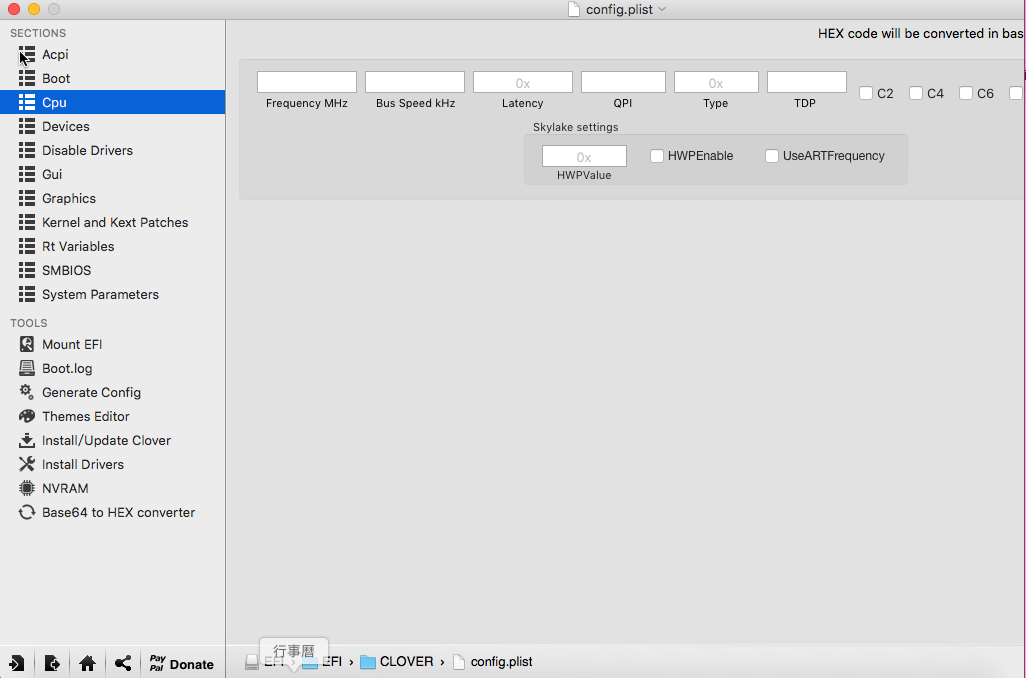 config.plist
SECTIONS
Acpi
Boot
Cpu
Devices
Disable Drivers
Gui
Graphics
Kernel and Kext Patches
Rt Variables
SMBIOS
System Parameters
TOOLS
Mount EFI
Boot.log
Generate Config
Themes Editor
Install/Update Clover
Install Drivers
NVRAM
Base64 to HEX converter
Pay
Pal Donate
HEX code will be converted in bas
0x 0x
Frequency MHz Bus Speed kHz Latency QPI Type TDP
C2 C4 C6
Skylake settings
0x HWPEnable UseARTFrequency
HWPValue
行事曆
EFI › EFI › CLOVER › config.plist